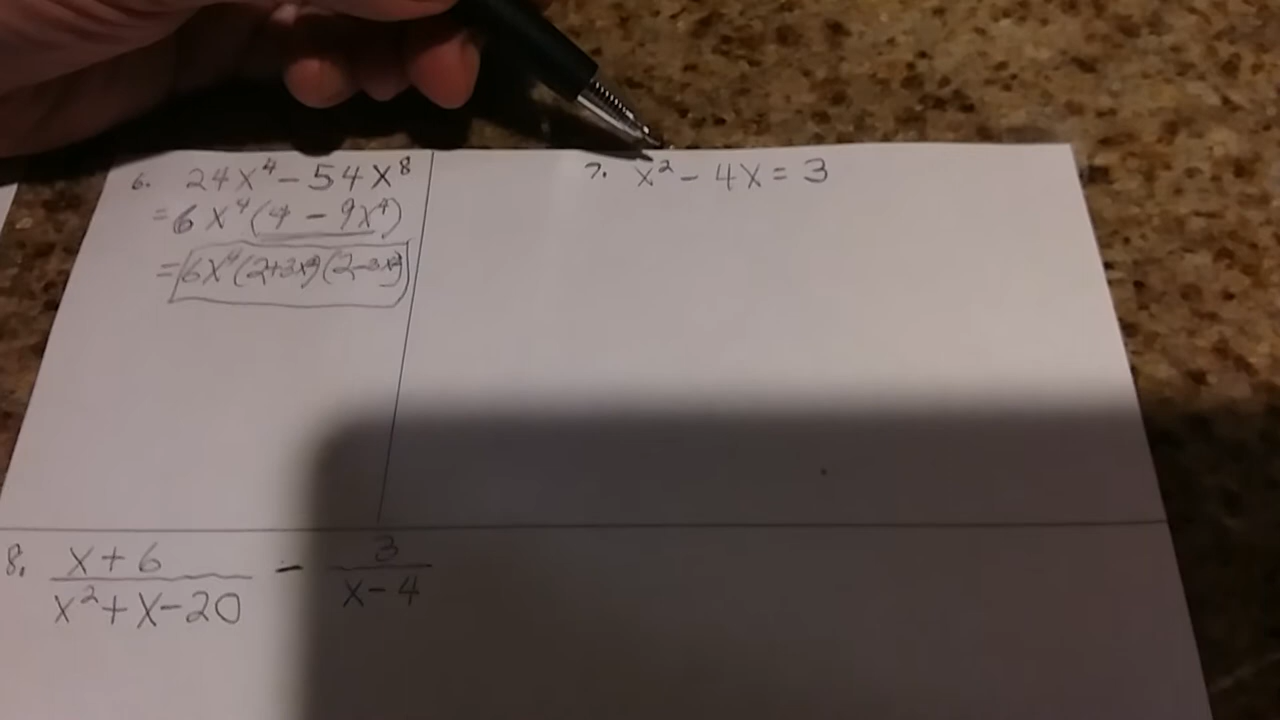 6. 24x⁴ - 54x⁸
= 6x⁴(4 - 9x⁴)
= 6x⁴(2+3x²)(2-3x²)
7. x² - 4x = 3
8. x+6 / x²+x-20 - 3 / x-4